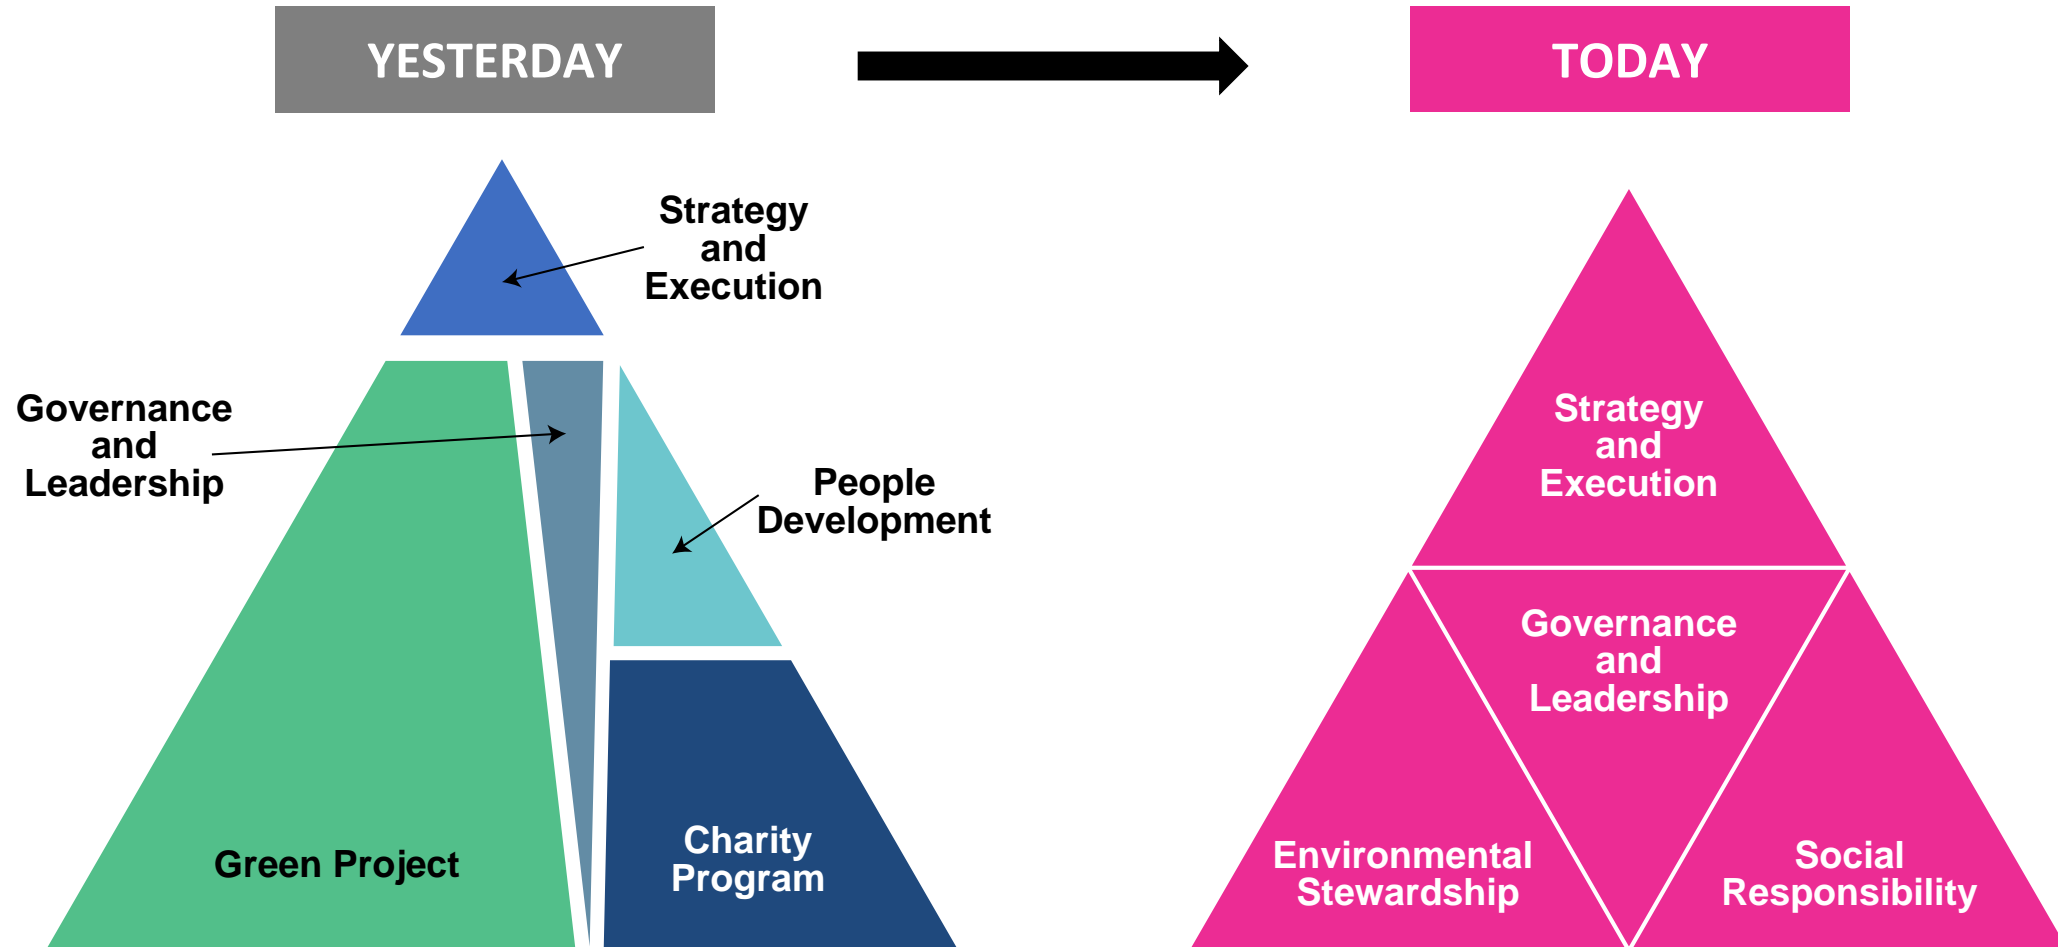 YESTERDAY
TODAY
Strategy
and
Execution
Governance
and
Leadership
People
Development
Green Project
Charity
Program
Strategy
and
Execution
Governance
and
Leadership
Environmental
Stewardship
Social
Responsibility